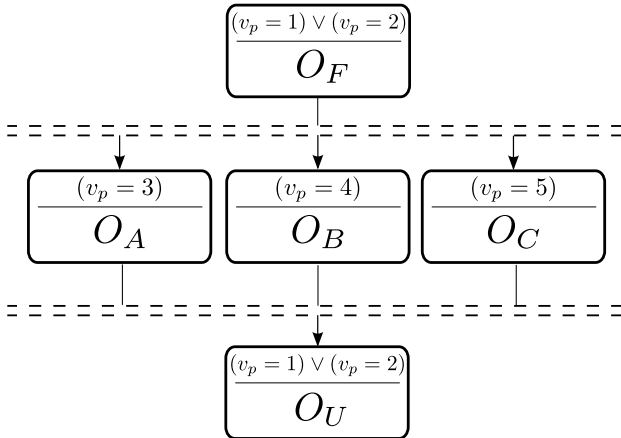 (v_p = 1) ∨ (v_p = 2)
O_F
(v_p = 3)
O_A
(v_p = 4)
O_B
(v_p = 5)
O_C
(v_p = 1) ∨ (v_p = 2)
O_U